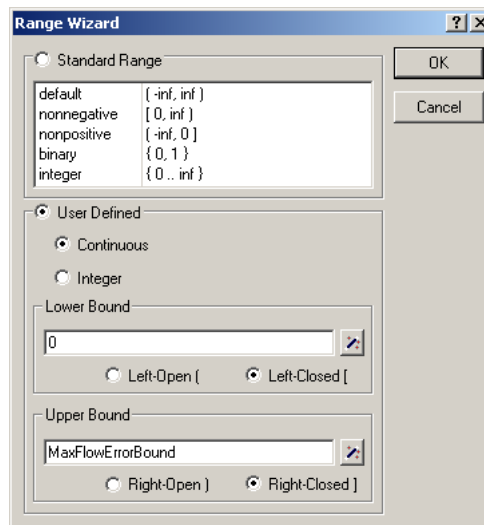 Range Wizard
Standard Range
OK
default ( -inf, inf )
nonnegative [ 0, inf )
nonpositive ( -inf, 0 ]
binary { 0, 1 }
integer { 0 .. inf }
Cancel
User Defined
Continuous
Integer
Lower Bound
0
Left-Open ( Left-Closed [
Upper Bound
MaxFlowErrorBound
Right-Open ) Right-Closed ]